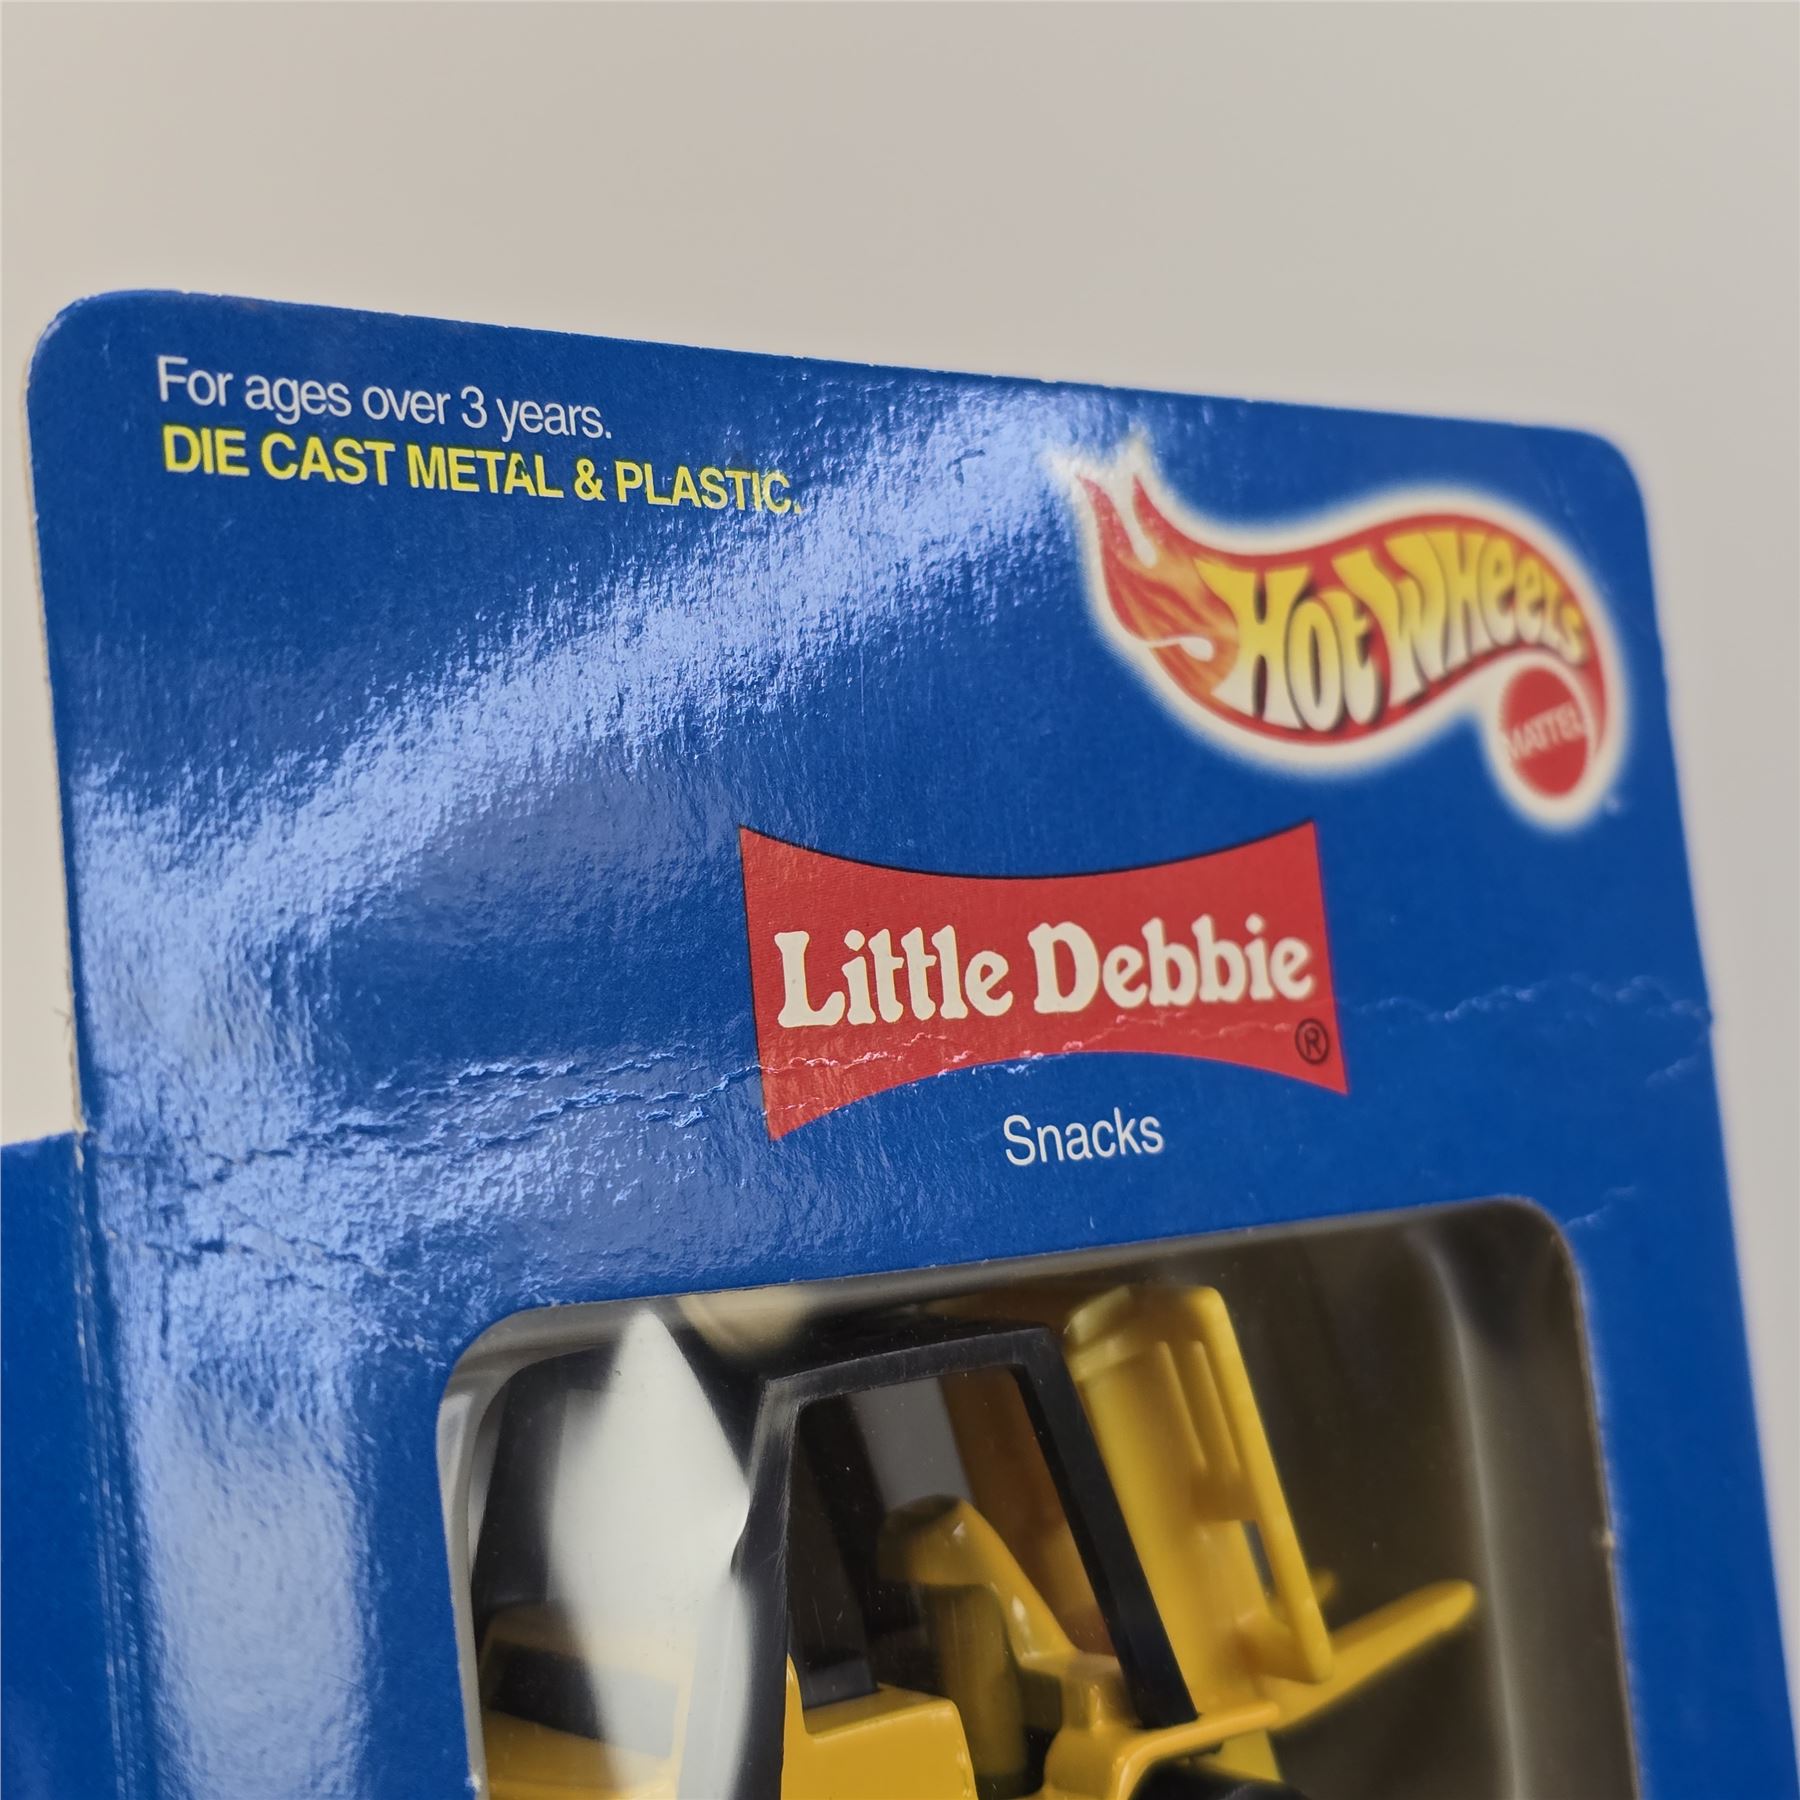 For ages over 3 years.
DIE CAST METAL & PLASTIC.
HOT WHEELS
MATTEL
Little Debbie
®
Snacks